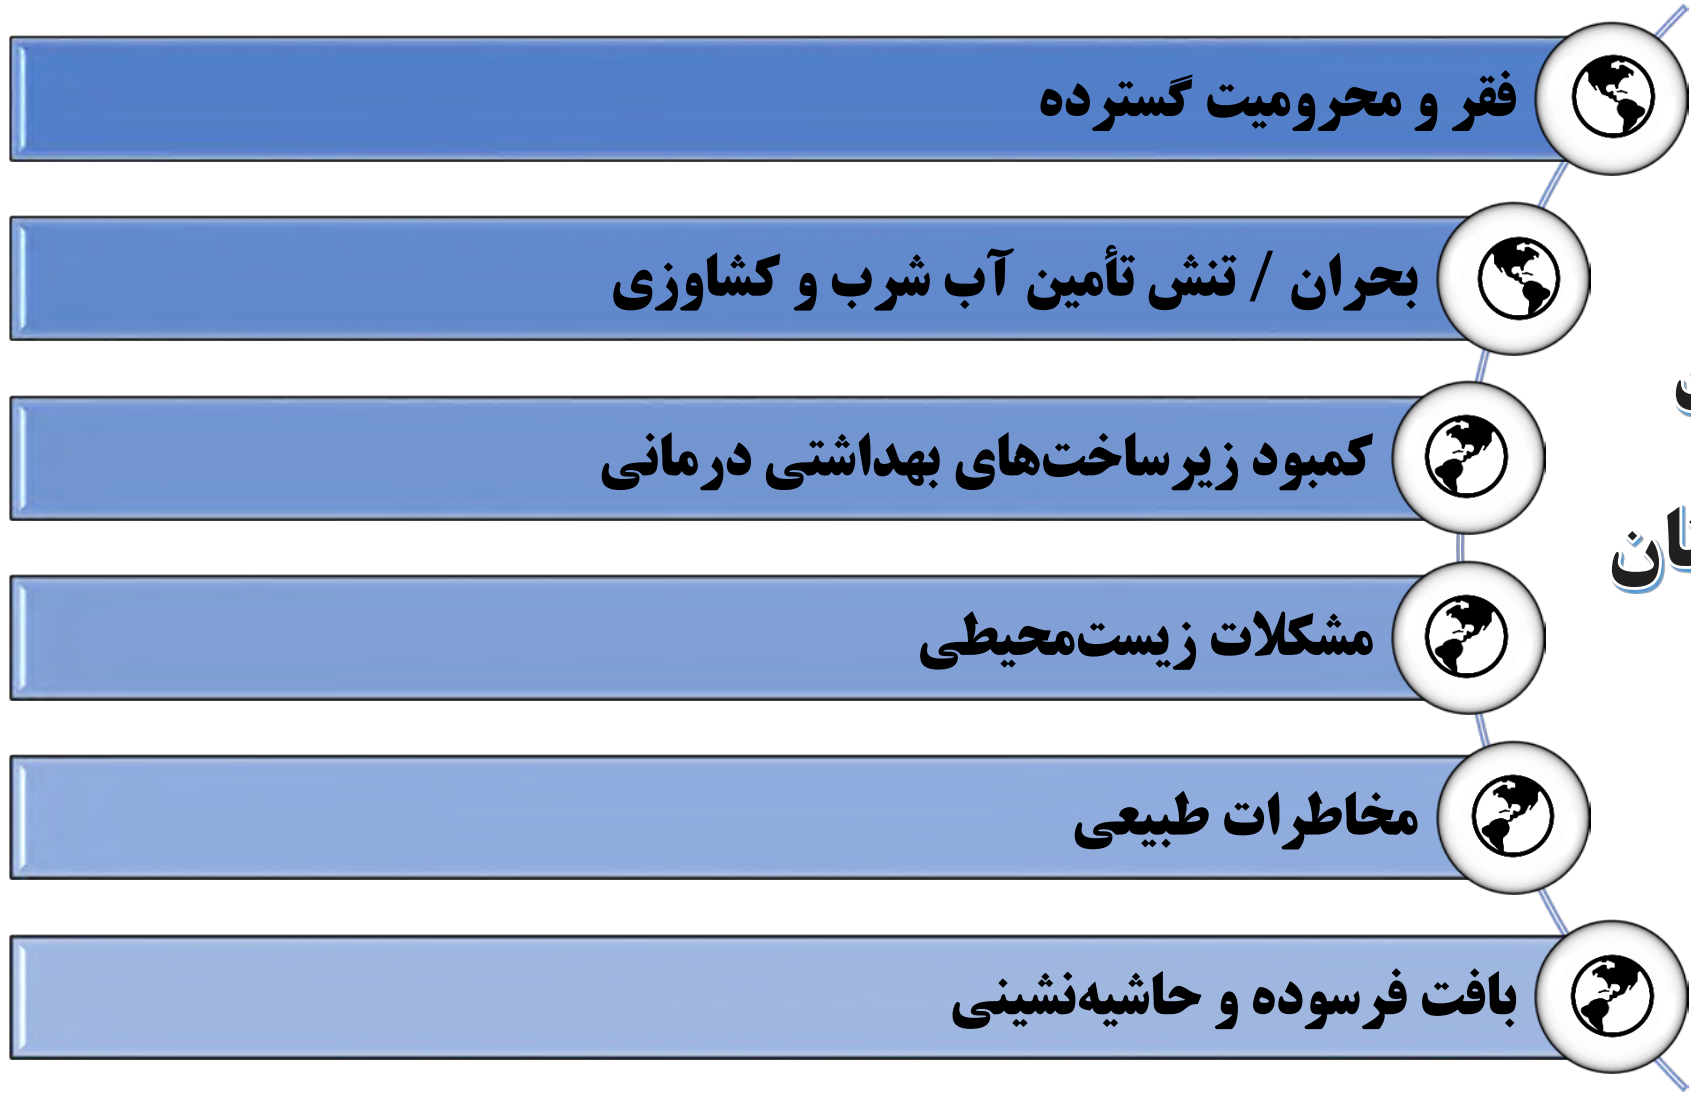 فقر و محرومیت گسترده
بحران / تنش تأمین آب شرب و کشاورزی
کمبود زیرساخت‌های بهداشتی درمانی
مشکلات زیست‌محیطی
مخاطرات طبیعی
بافت فرسوده و حاشیه‌نشینی